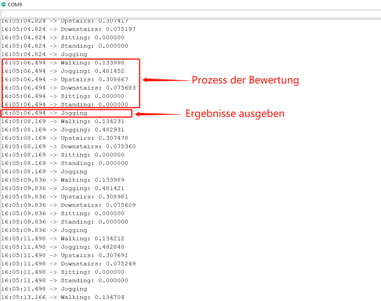 COM9
16:05:04.824 -> Upstairs: 0.307417
16:05:04.824 -> Downstairs: 0.075197
16:05:04.824 -> Sitting: 0.000000
16:05:04.824 -> Standing: 0.000000
16:05:04.824 -> Jogging
16:05:06.494 -> Walking: 0.133998
16:05:06.494 -> Jogging: 0.481452
16:05:06.494 -> Upstairs: 0.308867
16:05:06.494 -> Downstairs: 0.075683
16:05:06.494 -> Sitting: 0.000000
16:05:06.494 -> Standing: 0.000000
16:05:06.494 -> Jogging
16:05:08.169 -> Walking: 0.134231
16:05:08.169 -> Jogging: 0.482931
16:05:08.169 -> Upstairs: 0.307478
16:05:08.169 -> Downstairs: 0.075360
16:05:08.169 -> Sitting: 0.000000
16:05:08.169 -> Standing: 0.000000
16:05:08.169 -> Jogging
16:05:09.836 -> Walking: 0.133989
16:05:09.836 -> Jogging: 0.481421
16:05:09.836 -> Upstairs: 0.308981
16:05:09.836 -> Downstairs: 0.075609
16:05:09.836 -> Sitting: 0.000000
16:05:09.836 -> Standing: 0.000000
16:05:09.836 -> Jogging
16:05:11.498 -> Walking: 0.134212
16:05:11.498 -> Jogging: 0.482848
16:05:11.498 -> Upstairs: 0.307691
16:05:11.498 -> Downstairs: 0.075249
16:05:11.498 -> Sitting: 0.000000
16:05:11.498 -> Standing: 0.000000
16:05:11.498 -> Jogging
16:05:13.166 -> Walking: 0.134704
Prozess der Bewertung
Ergebnisse ausgeben